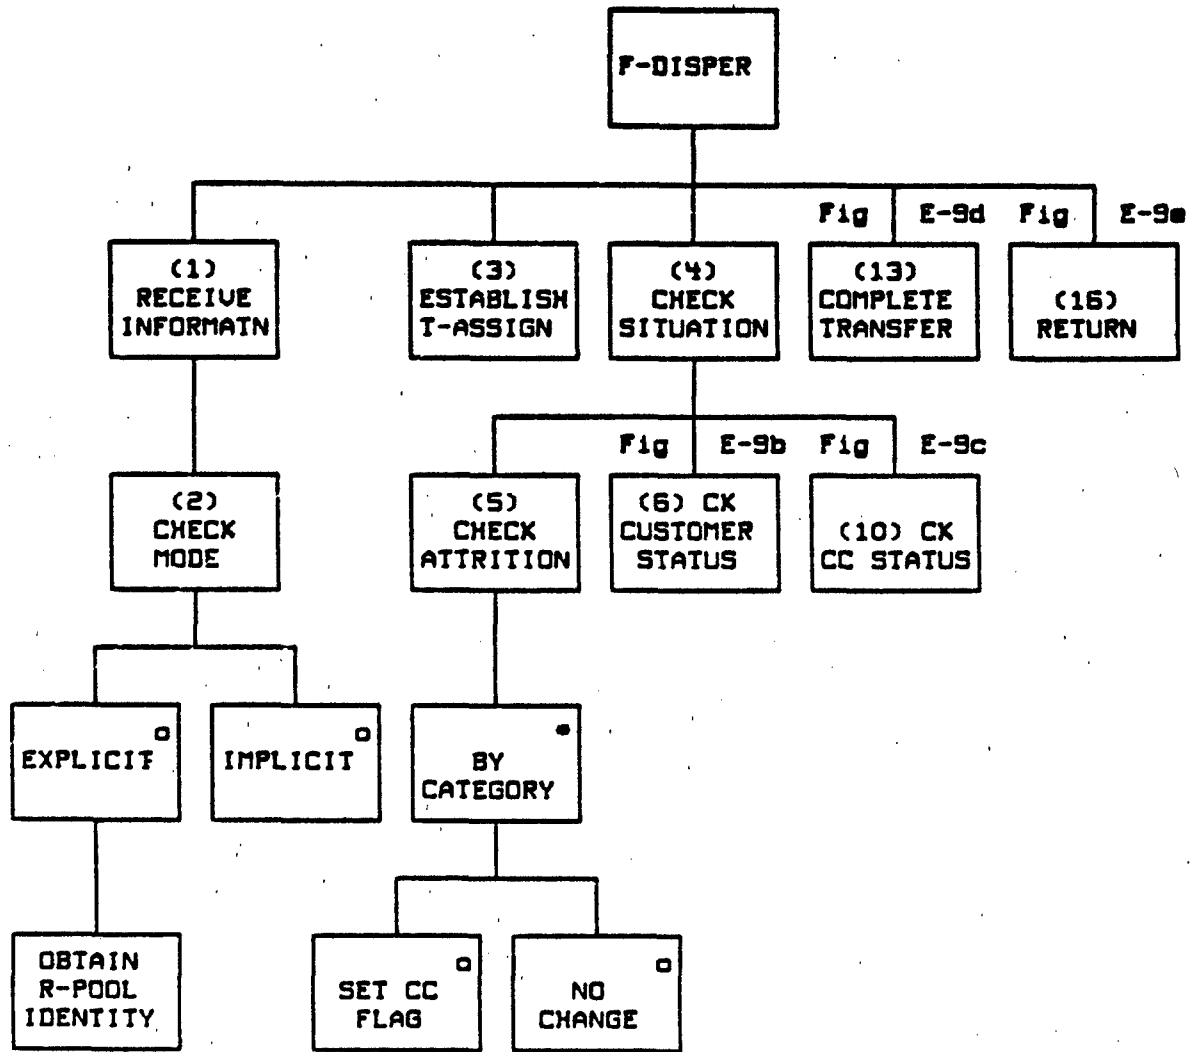 F-DISPER
Fig E-9d Fig E-9e
(1)
RECEIVE
INFORMATN
(3)
ESTABLISH
T-ASSIGN
(4)
CHECK
SITUATION
(13)
COMPLETE
TRANSFER
(16)
RETURN
Fig E-9b Fig E-9c
(2)
CHECK
MODE
(5)
CHECK
ATTRITION
(6) CK
CUSTOMER
STATUS
(10) CK
CC STATUS
o
EXPLICIT
o
IMPLICIT
*
BY
CATEGORY
OBTAIN
R-POOL
IDENTITY
o
SET CC
FLAG
o
NO
CHANGE